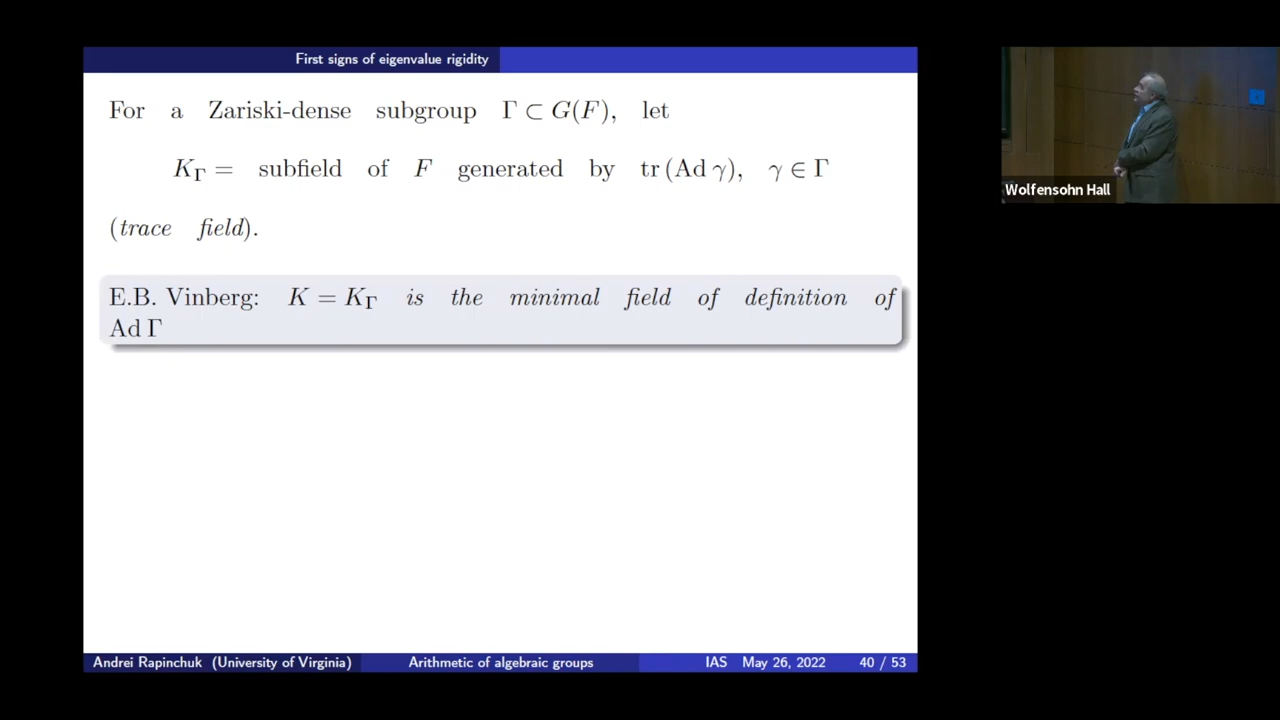 First signs of eigenvalue rigidity
For a Zariski-dense subgroup Γ ⊂ G(F), let
K_Γ = subfield of F generated by tr (Ad γ), γ ∈ Γ
(trace field).
E.B. Vinberg: K = K_Γ is the minimal field of definition of
Ad Γ
Wolfensohn Hall
Andrei Rapinchuk (University of Virginia) Arithmetic of algebraic groups IAS May 26, 2022 40 / 53